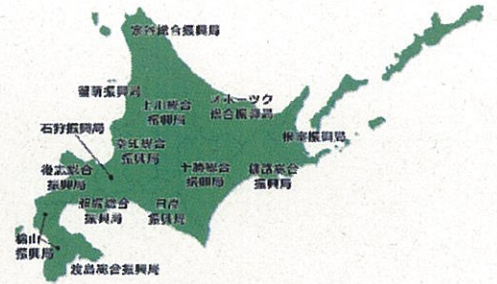 宗谷総合振興局
留萌振興局
上川総合
振興局
オホーツク
総合振興局
石狩振興局
空知総合
振興局
根室振興局
後志総合
振興局
十勝総合
振興局
釧路総合
振興局
胆振総合
振興局
日高
振興局
檜山
振興局
渡島総合振興局